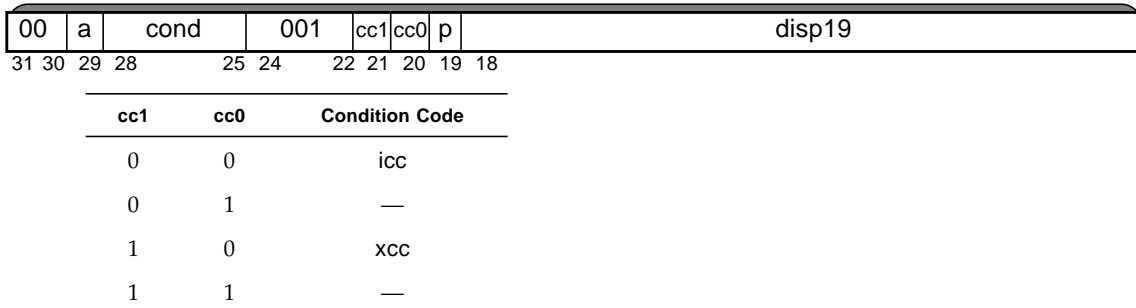 00 a cond 001 cc1 cc0 p disp19
31 30 29 28 25 24 22 21 20 19 18
cc1 cc0 Condition Code
0 0 icc
0 1 —
1 0 xcc
1 1 —